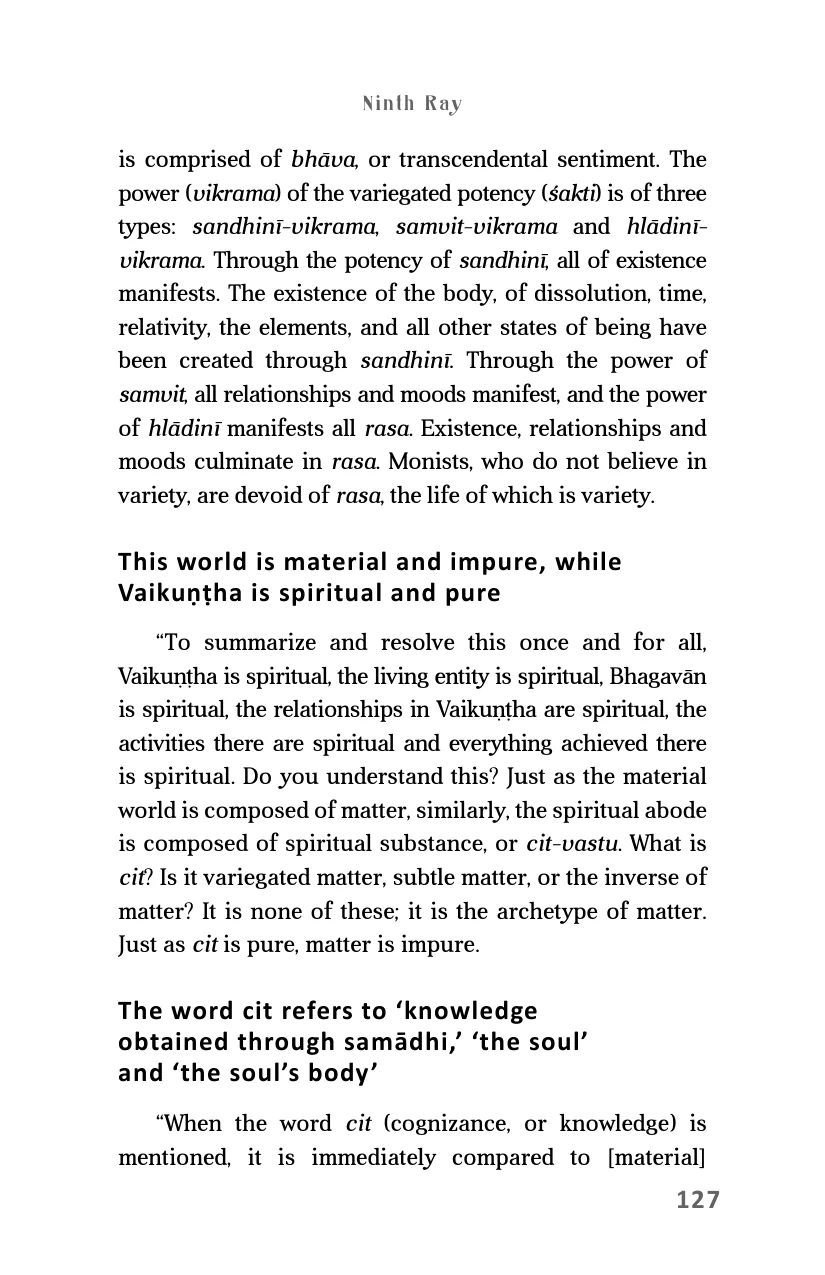 Ninth Ray
is comprised of bhāva, or transcendental sentiment. The
power (vikrama) of the variegated potency (śakti) is of three
types: sandhinī-vikrama, samvit-vikrama and hlādinī-
vikrama. Through the potency of sandhinī, all of existence
manifests. The existence of the body, of dissolution, time,
relativity, the elements, and all other states of being have
been created through sandhinī. Through the power of
samvit, all relationships and moods manifest, and the power
of hlādinī manifests all rasa. Existence, relationships and
moods culminate in rasa. Monists, who do not believe in
variety, are devoid of rasa, the life of which is variety.
This world is material and impure, while
Vaikuṇṭha is spiritual and pure
“To summarize and resolve this once and for all,
Vaikuṇṭha is spiritual, the living entity is spiritual, Bhagavān
is spiritual, the relationships in Vaikuṇṭha are spiritual, the
activities there are spiritual and everything achieved there
is spiritual. Do you understand this? Just as the material
world is composed of matter, similarly, the spiritual abode
is composed of spiritual substance, or cit-vastu. What is
cit? Is it variegated matter, subtle matter, or the inverse of
matter? It is none of these; it is the archetype of matter.
Just as cit is pure, matter is impure.
The word cit refers to ‘knowledge
obtained through samādhi,’ ‘the soul’
and ‘the soul’s body’
“When the word cit (cognizance, or knowledge) is
mentioned, it is immediately compared to [material]
127